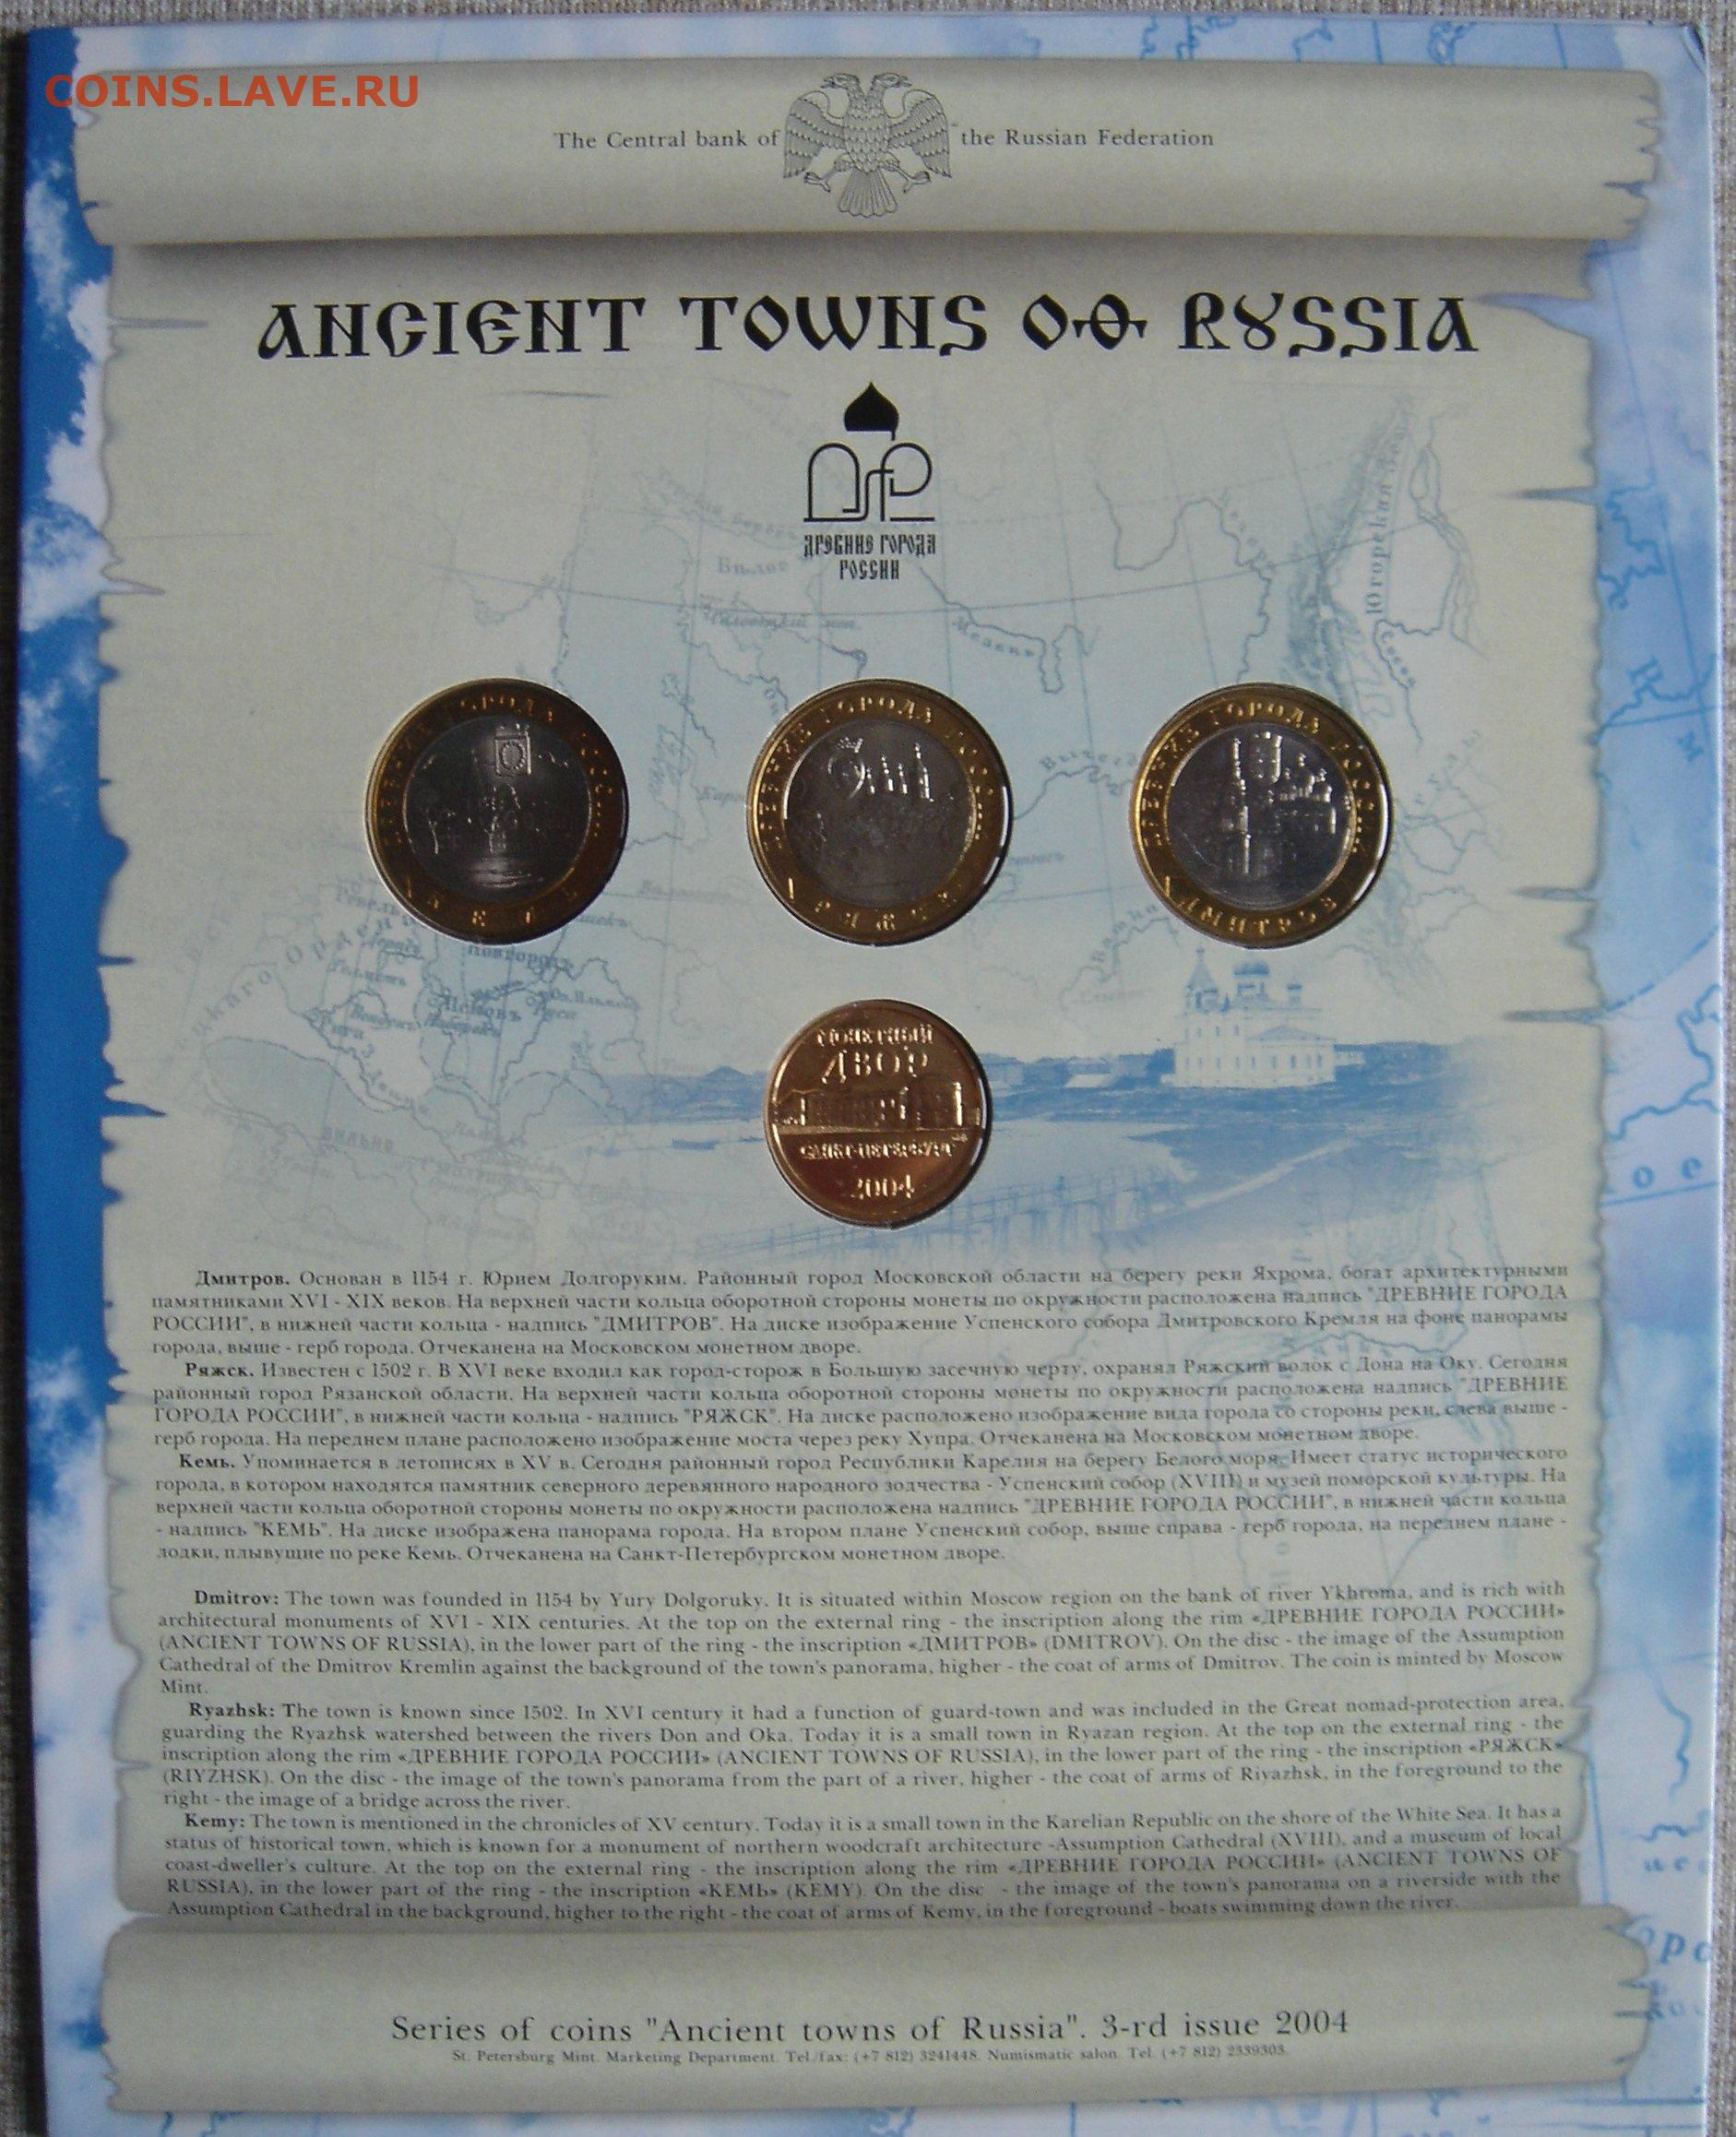 COINS.LAVE.RU
The Central bank of the Russian Federation
ANCIENT TOWNS OF RUSSIA
ДРЕВНИЕ ГОРОДА
РОССИИ
ДРЕВНИЕ ГОРОДА РОССИИ
КЕМЬ
ДРЕВНИЕ ГОРОДА РОССИИ
РЯЖСК
ДРЕВНИЕ ГОРОДА РОССИИ
ДМИТРОВ
МОНЕТНЫЙ
ДВОР
САНКТ-ПЕТЕРБУРГ
2004
Дмитров. Основан в 1154 г. Юрием Долгоруким. Районный город Московской области на берегу реки Яхрома, богат архитектурными
памятниками XVI - XIX веков. На верхней части кольца оборотной стороны монеты по окружности расположена надпись "ДРЕВНИЕ ГОРОДА
РОССИИ", в нижней части кольца - надпись "ДМИТРОВ". На диске изображение Успенского собора Дмитровского Кремля на фоне панорамы
города, выше - герб города. Отчеканена на Московском монетном дворе.
Ряжск. Известен с 1502 г. В XVI веке входил как город-сторож в Большую засечную черту, охранял Ряжский волок с Дона на Оку. Сегодня
районный город Рязанской области. На верхней части кольца оборотной стороны монеты по окружности расположена надпись "ДРЕВНИЕ
ГОРОДА РОССИИ", в нижней части кольца - надпись "РЯЖСК". На диске расположено изображение вида города со стороны реки, слева выше -
герб города. На переднем плане расположено изображение моста через реку Хупра. Отчеканена на Московском монетном дворе.
Кемь. Упоминается в летописях в XV в. Сегодня районный город Республики Карелия на берегу Белого моря. Имеет статус исторического
города, в котором находятся памятник северного деревянного народного зодчества - Успенский собор (XVIII) и музей поморской культуры. На
верхней части кольца оборотной стороны монеты по окружности расположена надпись "ДРЕВНИЕ ГОРОДА РОССИИ", в нижней части кольца
- надпись "КЕМЬ". На диске изображена панорама города. На втором плане Успенский собор, выше справа - герб города, на переднем плане -
лодки, плывущие по реке Кемь. Отчеканена на Санкт-Петербургском монетном дворе.
Dmitrov: The town was founded in 1154 by Yury Dolgoruky. It is situated within Moscow region on the bank of river Ykhroma, and is rich with
architectural monuments of XVI - XIX centuries. At the top on the external ring - the inscription along the rim «ДРЕВНИЕ ГОРОДА РОССИИ»
(ANCIENT TOWNS OF RUSSIA), in the lower part of the ring - the inscription «ДМИТРОВ» (DMITROV). On the disc - the image of the Assumption
Cathedral of the Dmitrov Kremlin against the background of the town's panorama, higher - the coat of arms of Dmitrov. The coin is minted by Moscow
Mint.
Ryazhsk: The town is known since 1502. In XVI century it had a function of guard-town and was included in the Great nomad-protection area,
guarding the Ryazhsk watershed between the rivers Don and Oka. Today it is a small town in Ryazan region. At the top on the external ring - the
inscription along the rim «ДРЕВНИЕ ГОРОДА РОССИИ» (ANCIENT TOWNS OF RUSSIA), in the lower part of the ring - the inscription «РЯЖСК»
(RIYZHSK). On the disc - the image of the town's panorama from the part of a river, higher - the coat of arms of Riyazhsk, in the foreground to the
right - the image of a bridge across the river.
Kemy: The town is mentioned in the chronicles of XV century. Today it is a small town in the Karelian Republic on the shore of the White Sea. It has a
status of historical town, which is known for a monument of northern woodcraft architecture -Assumption Cathedral (XVIII), and a museum of local
coast-dweller's culture. At the top on the external ring - the inscription along the rim «ДРЕВНИЕ ГОРОДА РОССИИ» (ANCIENT TOWNS OF
RUSSIA), in the lower part of the ring - the inscription «КЕМЬ» (KEMY). On the disc - the image of the town's panorama on a riverside with the
Assumption Cathedral in the background, higher to the right - the coat of arms of Kemy, in the foreground - boats swimming down the river.
Series of coins "Ancient towns of Russia". 3-rd issue 2004
St. Petersburg Mint. Marketing Department. Tel./fax: (+7 812) 3241448. Numismatic salon. Tel. (+7 812) 2339303.